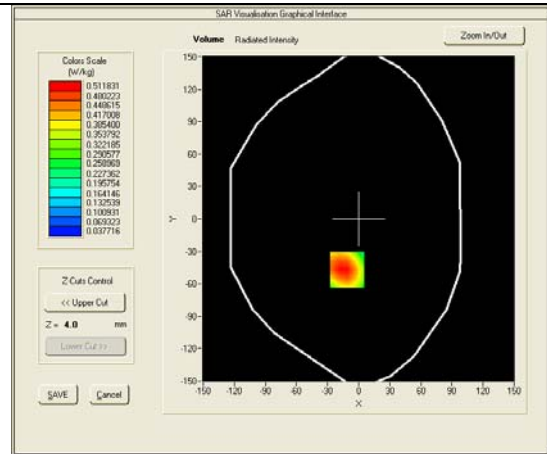 SAR Visualisation Graphical Interface
Volume Radiated Intensity
Zoom In/Out
Colors Scale
(W/kg)
0.511831
0.480223
0.448615
0.417008
0.385400
0.353792
0.322185
0.290577
0.258969
0.227362
0.195754
0.164146
0.132539
0.100931
0.069323
0.037716
Z Cuts Control
<< Upper Cut
Z = 4.0 mm
Lower Cut >>
SAVE Cancel
150
120
90
60
30
0
-30
-60
-90
-120
-150
Y
-150 -120 -90 -60 -30 0 30 60 90 120 150
X